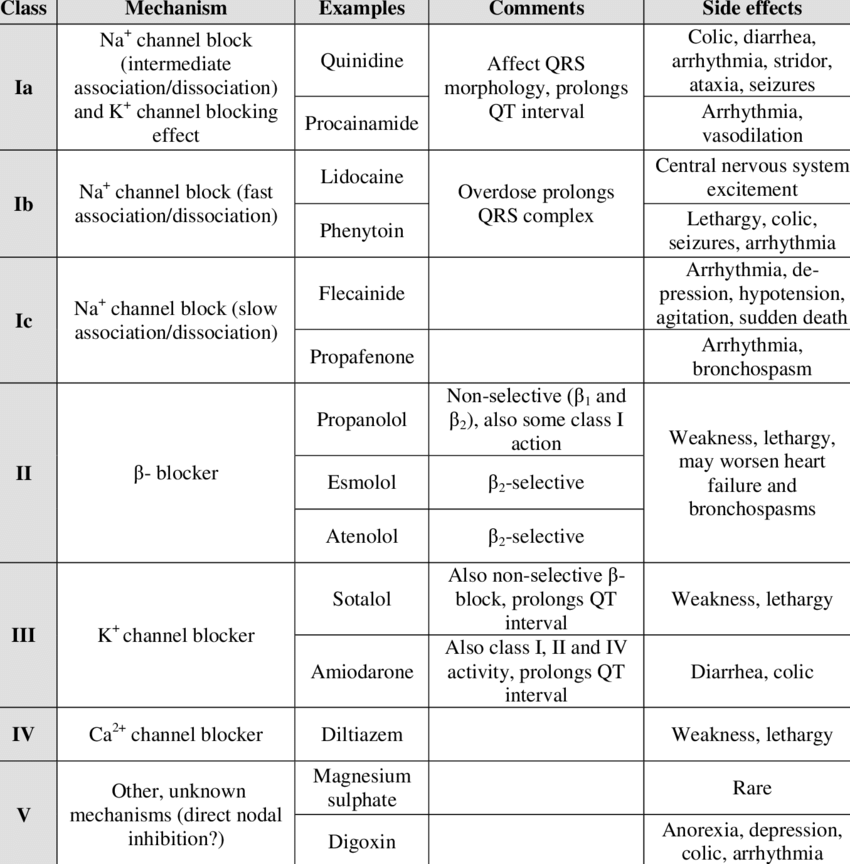 Class Mechanism Examples Comments Side effects
Ia
Na⁺ channel block
(intermediate
association/dissociation)
and K⁺ channel blocking
effect
Quinidine
Affect QRS
morphology, prolongs
QT interval
Colic, diarrhea,
arrhythmia, stridor,
ataxia, seizures
Procainamide
Arrhythmia,
vasodilation
Ib
Na⁺ channel block (fast
association/dissociation)
Lidocaine
Overdose prolongs
QRS complex
Central nervous system
excitement
Phenytoin
Lethargy, colic,
seizures, arrhythmia
Ic
Na⁺ channel block (slow
association/dissociation)
Flecainide
Arrhythmia, de-
pression, hypotension,
agitation, sudden death
Propafenone
Arrhythmia,
bronchospasm
II
β- blocker
Propanolol
Non-selective (β₁ and
β₂), also some class I
action
Weakness, lethargy,
may worsen heart
failure and
bronchospasms
Esmolol
β₂-selective
Atenolol
β₂-selective
III
K⁺ channel blocker
Sotalol
Also non-selective β-
block, prolongs QT
interval
Weakness, lethargy
Amiodarone
Also class I, II and IV
activity, prolongs QT
interval
Diarrhea, colic
IV
Ca²⁺ channel blocker
Diltiazem
Weakness, lethargy
V
Other, unknown
mechanisms (direct nodal
inhibition?)
Magnesium
sulphate
Rare
Digoxin
Anorexia, depression,
colic, arrhythmia